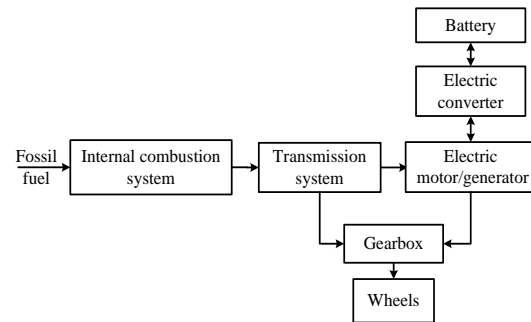 Battery
Electric
converter
Fossil
fuel
Internal combustion
system
Transmission
system
Electric
motor/generator
Gearbox
Wheels